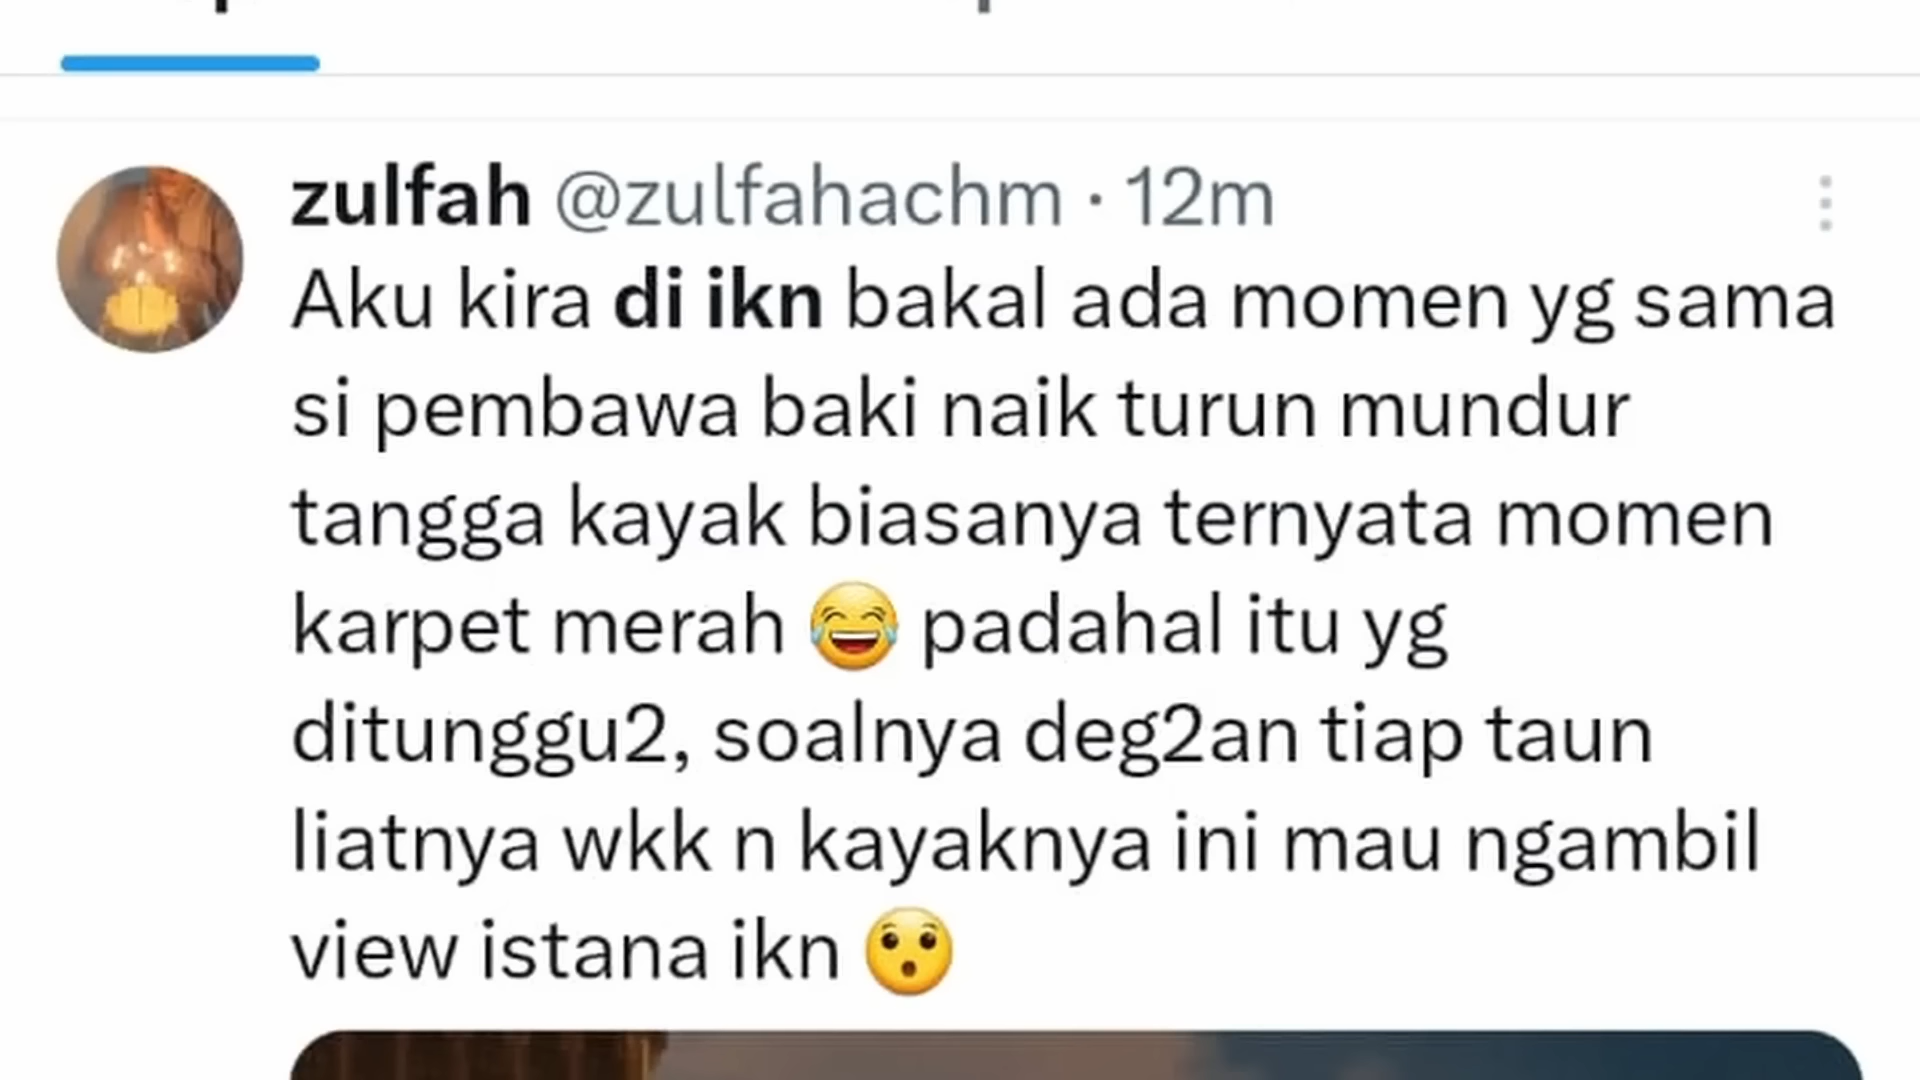 zulfah @zulfahachm · 12m
Aku kira di ikn bakal ada momen yg sama
si pembawa baki naik turun mundur
tangga kayak biasanya ternyata momen
karpet merah 😂 padahal itu yg
ditunggu2, soalnya deg2an tiap taun
liatnya wkk n kayaknya ini mau ngambil
view istana ikn 😯